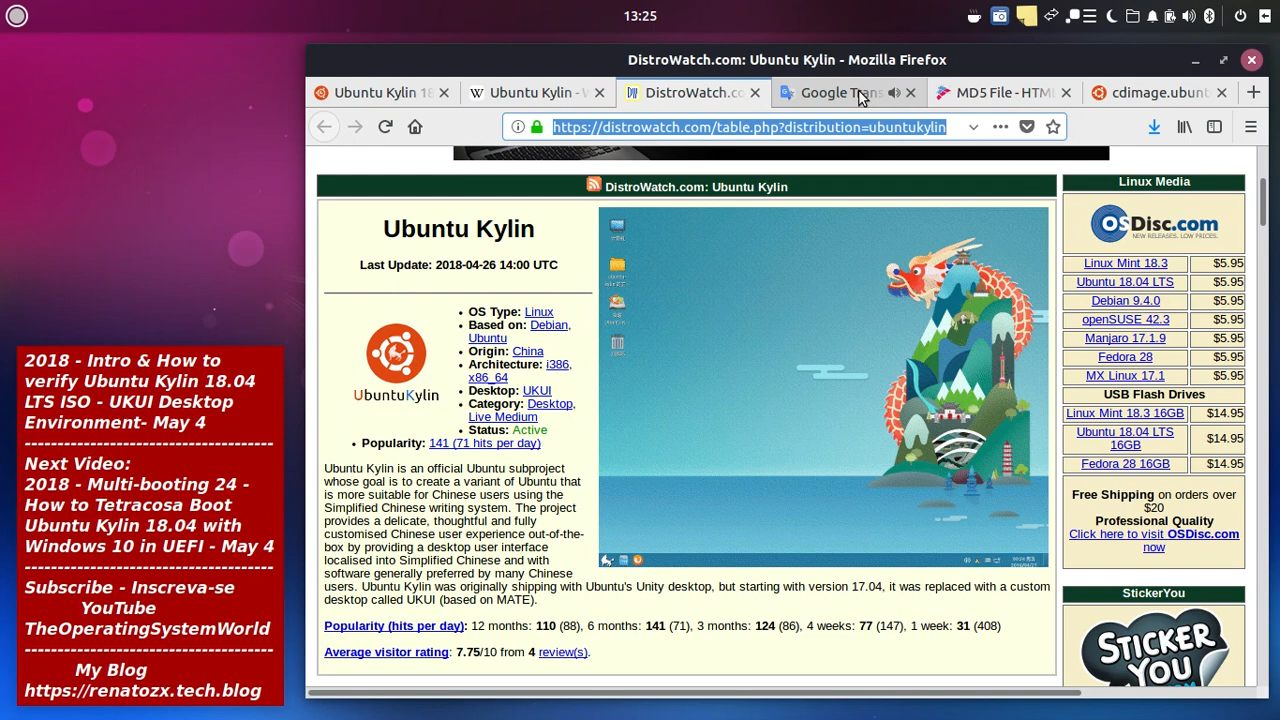 13:25
DistroWatch.com: Ubuntu Kylin - Mozilla Firefox
Ubuntu Kylin 18
Ubuntu Kylin - W
DistroWatch.co
Google Trans
MD5 File - HTML
cdimage.ubunt
https://distrowatch.com/table.php?distribution=ubuntukylin
DistroWatch.com: Ubuntu Kylin
Ubuntu Kylin
Last Update: 2018-04-26 14:00 UTC
UbuntuKylin
• OS Type: Linux
• Based on: Debian,
Ubuntu
• Origin: China
• Architecture: i386,
x86_64
• Desktop: UKUI
• Category: Desktop,
Live Medium
• Status: Active
• Popularity: 141 (71 hits per day)
Ubuntu Kylin is an official Ubuntu subproject
whose goal is to create a variant of Ubuntu that
is more suitable for Chinese users using the
Simplified Chinese writing system. The project
provides a delicate, thoughtful and fully
customised Chinese user experience out-of-the-
box by providing a desktop user interface
localised into Simplified Chinese and with
software generally preferred by many Chinese
users. Ubuntu Kylin was originally shipping with Ubuntu's Unity desktop, but starting with version 17.04, it was replaced with a custom
desktop called UKUI (based on MATE).
Popularity (hits per day): 12 months: 110 (88), 6 months: 141 (71), 3 months: 124 (86), 4 weeks: 77 (147), 1 week: 31 (408)
Average visitor rating: 7.75/10 from 4 review(s).
Linux Media
OSDisc.com
NEW RELEASES. LOW PRICES.
Linux Mint 18.3 $5.95
Ubuntu 18.04 LTS $5.95
Debian 9.4.0 $5.95
openSUSE 42.3 $5.95
Manjaro 17.1.9 $5.95
Fedora 28 $5.95
MX Linux 17.1 $5.95
USB Flash Drives
Linux Mint 18.3 16GB $14.95
Ubuntu 18.04 LTS
16GB $14.95
Fedora 28 16GB $14.95
Free Shipping on orders over
$20
Professional Quality
Click here to visit OSDisc.com
now
StickerYou
STICKER
YOU
2018 - Intro & How to
verify Ubuntu Kylin 18.04
LTS ISO - UKUI Desktop
Environment- May 4
-------------------------------------
Next Video:
2018 - Multi-booting 24 -
How to Tetracosa Boot
Ubuntu Kylin 18.04 with
Windows 10 in UEFI - May 4
-------------------------------------
Subscribe - Inscreva-se
YouTube
TheOperatingSystemWorld
-------------------------------------
My Blog
https://renatozx.tech.blog